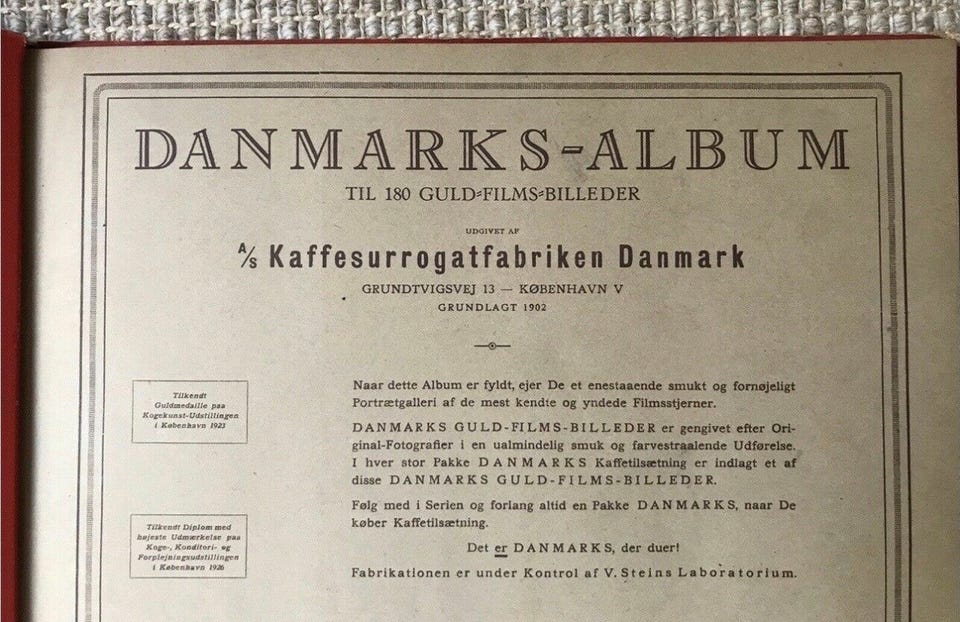 DANMARKS-ALBUM
TIL 180 GULD-FILMS-BILLEDER
UDGIVET AF
A/S Kaffesurrogatfabriken Danmark
GRUNDTVIGSVEJ 13 — KØBENHAVN V
GRUNDLAGT 1902
Tilkendt
Guldmedaille paa
Kogekunst-Udstillingen
i København 1923
Naar dette Album er fyldt, ejer De et enestaaende smukt og fornøjeligt
Portrætgalleri af de mest kendte og yndede Filmsstjerner.
DANMARKS GULD-FILMS-BILLEDER er gengivet efter Ori-
ginal-Fotografier i en ualmindelig smuk og farvestraalende Udførelse.
I hver stor Pakke DANMARKS Kaffetilsætning er indlagt et af
disse DANMARKS GULD-FILMS-BILLEDER.
Følg med i Serien og forlang altid en Pakke DANMARKS, naar De
køber Kaffetilsætning.
Det er DANMARKS, der duer!
Fabrikationen er under Kontrol af V. Steins Laboratorium.
Tilkendt Diplom med
højeste Udmærkelse paa
Koge-, Konditori- og
Forplejningsudstillingen
i København 1926